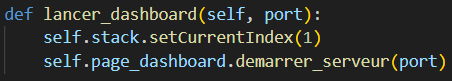 def lancer_dashboard(self, port):
    self.stack.setCurrentIndex(1)
    self.page_dashboard.demarrer_serveur(port)